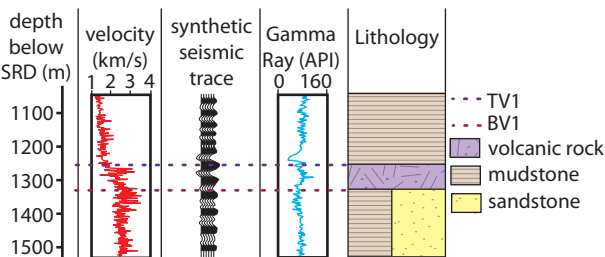 depth
below
SRD (m)
velocity
(km/s)
1 2 3 4
synthetic
seismic
trace
Gamma
Ray (API)
0 160
Lithology
1100
1200
1300
1400
1500
TV1
BV1
volcanic rock
mudstone
sandstone